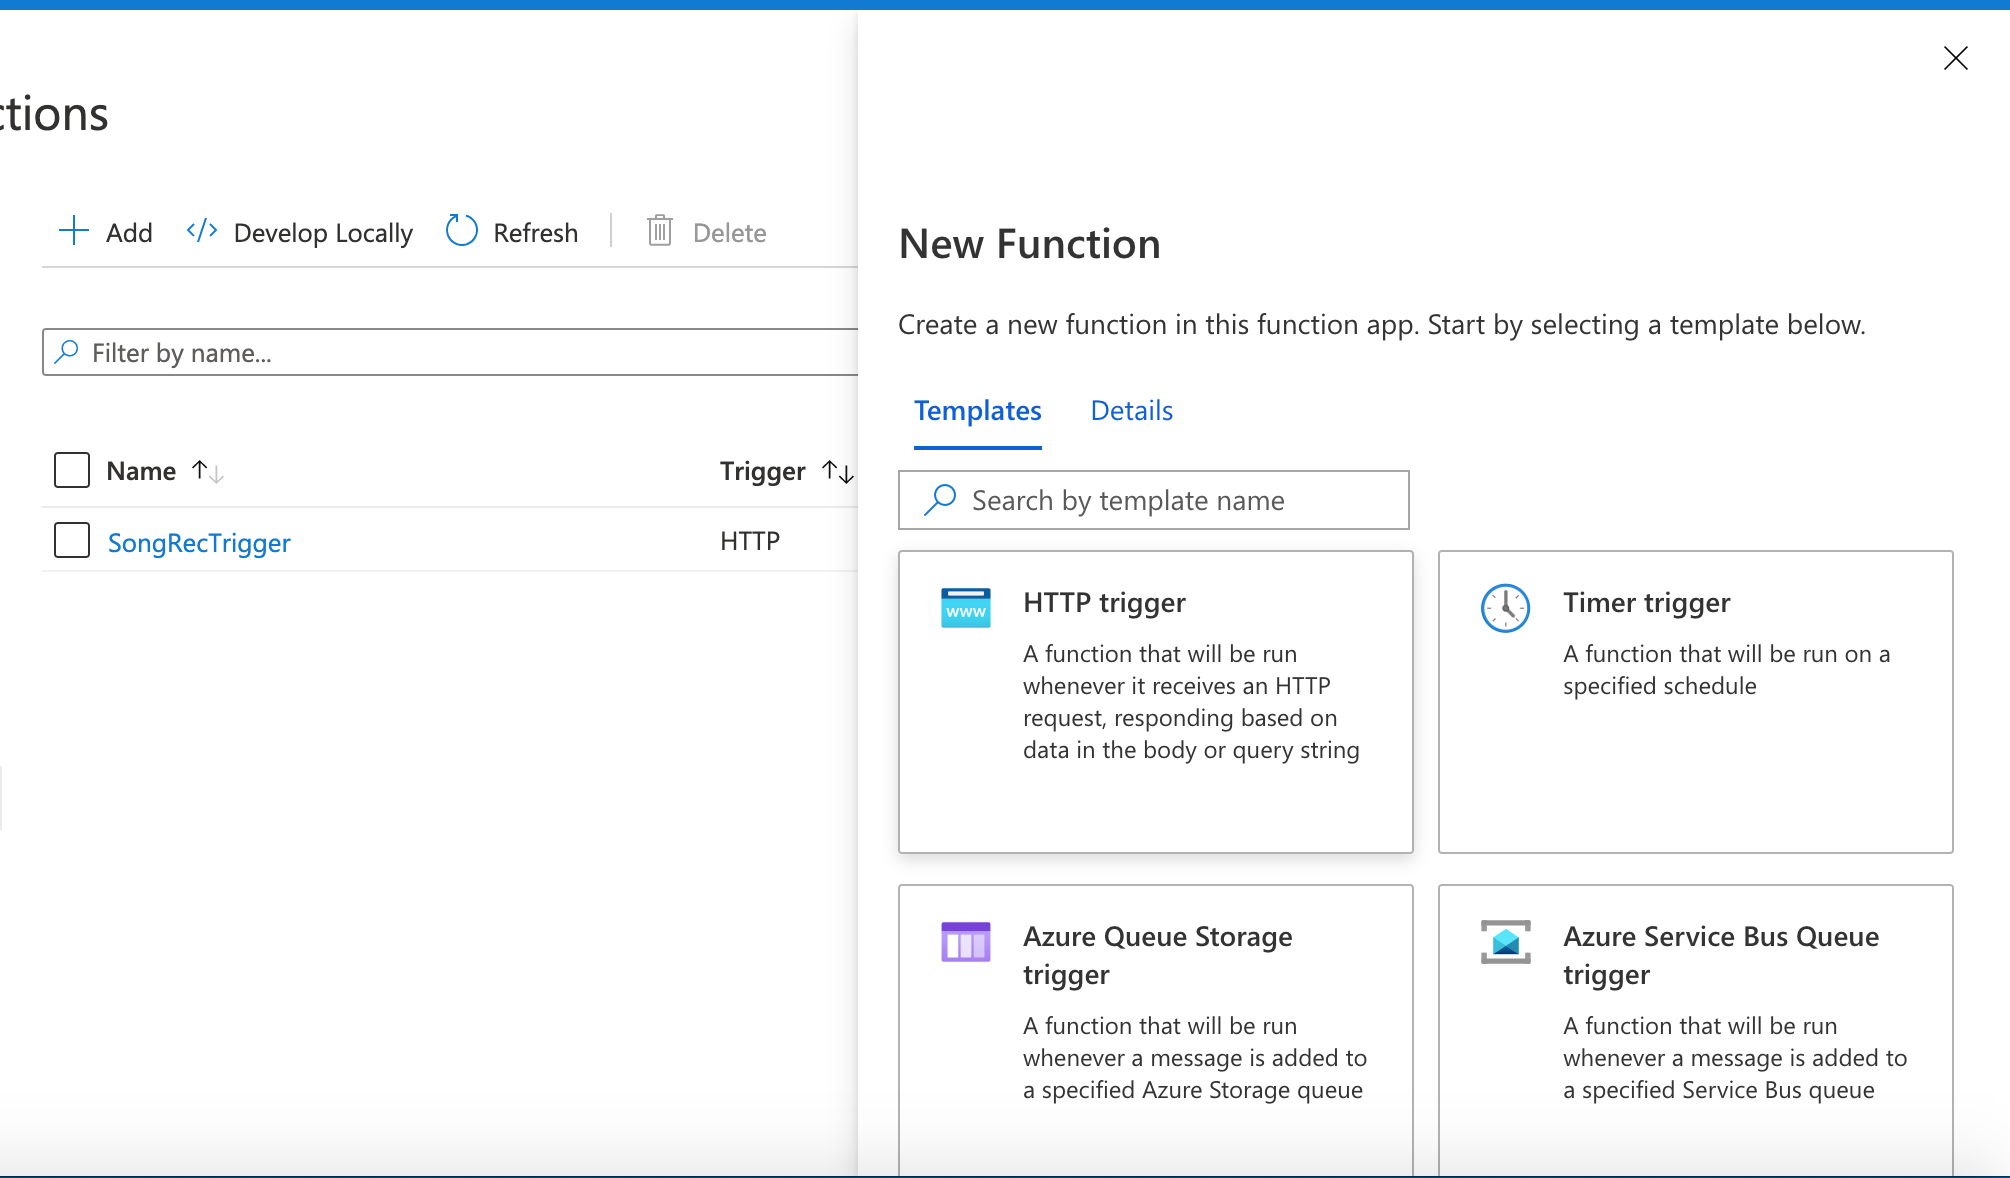 ctions
Add
Develop Locally
Refresh
Delete
Filter by name...
Name
Trigger
SongRecTrigger
HTTP
New Function
Create a new function in this function app. Start by selecting a template below.
Templates
Details
Search by template name
www
HTTP trigger
A function that will be run
whenever it receives an HTTP
request, responding based on
data in the body or query string
Timer trigger
A function that will be run on a
specified schedule
Azure Queue Storage
trigger
A function that will be run
whenever a message is added to
a specified Azure Storage queue
Azure Service Bus Queue
trigger
A function that will be run
whenever a message is added to
a specified Service Bus queue